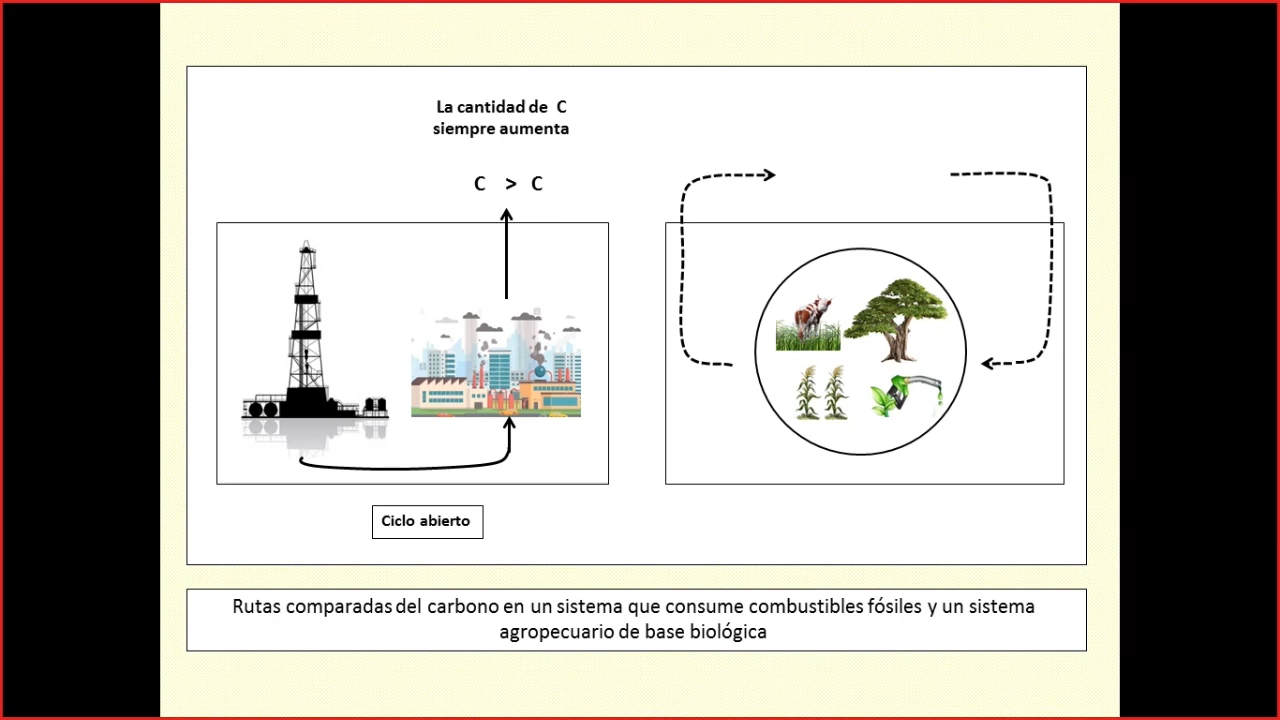 La cantidad de C
siempre aumenta
C > C
Ciclo abierto
Rutas comparadas del carbono en un sistema que consume combustibles fósiles y un sistema
agropecuario de base biológica